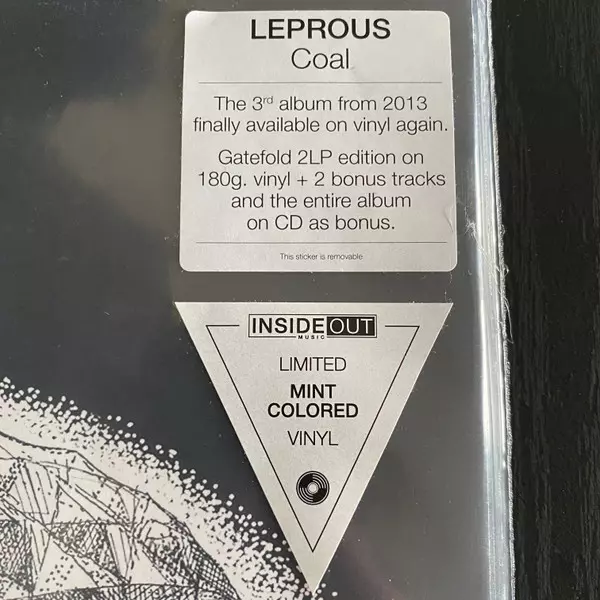 LEPROUS
Coal
The 3rd album from 2013
finally available on vinyl again.
Gatefold 2LP edition on
180g. vinyl + 2 bonus tracks
and the entire album
on CD as bonus.
This sticker is removable
INSIDEOUT
MUSIC
LIMITED
MINT
COLORED
VINYL